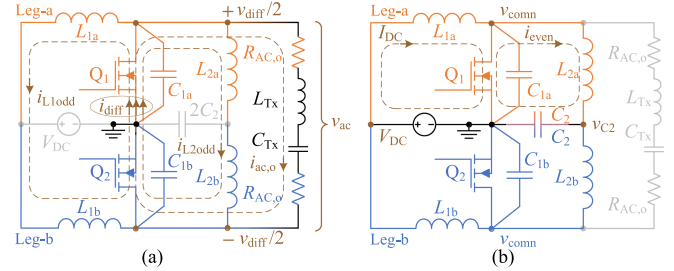 Leg-a
+ v_diff/2
L_1a
R_AC,o
Q_1
C_1a
L_2a
L_Tx
i_L1odd
i_diff
2C_2
C_Tx
v_ac
V_DC
i_L2odd
i_ac,o
Q_2
C_1b
L_2b
R_AC,o
L_1b
Leg-b
− v_diff/2
(a)
Leg-a
v_comn
L_1a
I_DC
i_even
R_AC,o
Q_1
C_1a
L_2a
L_Tx
C_2
C_2
v_C2
C_Tx
V_DC
Q_2
C_1b
L_2b
R_AC,o
L_1b
Leg-b
v_comn
(b)